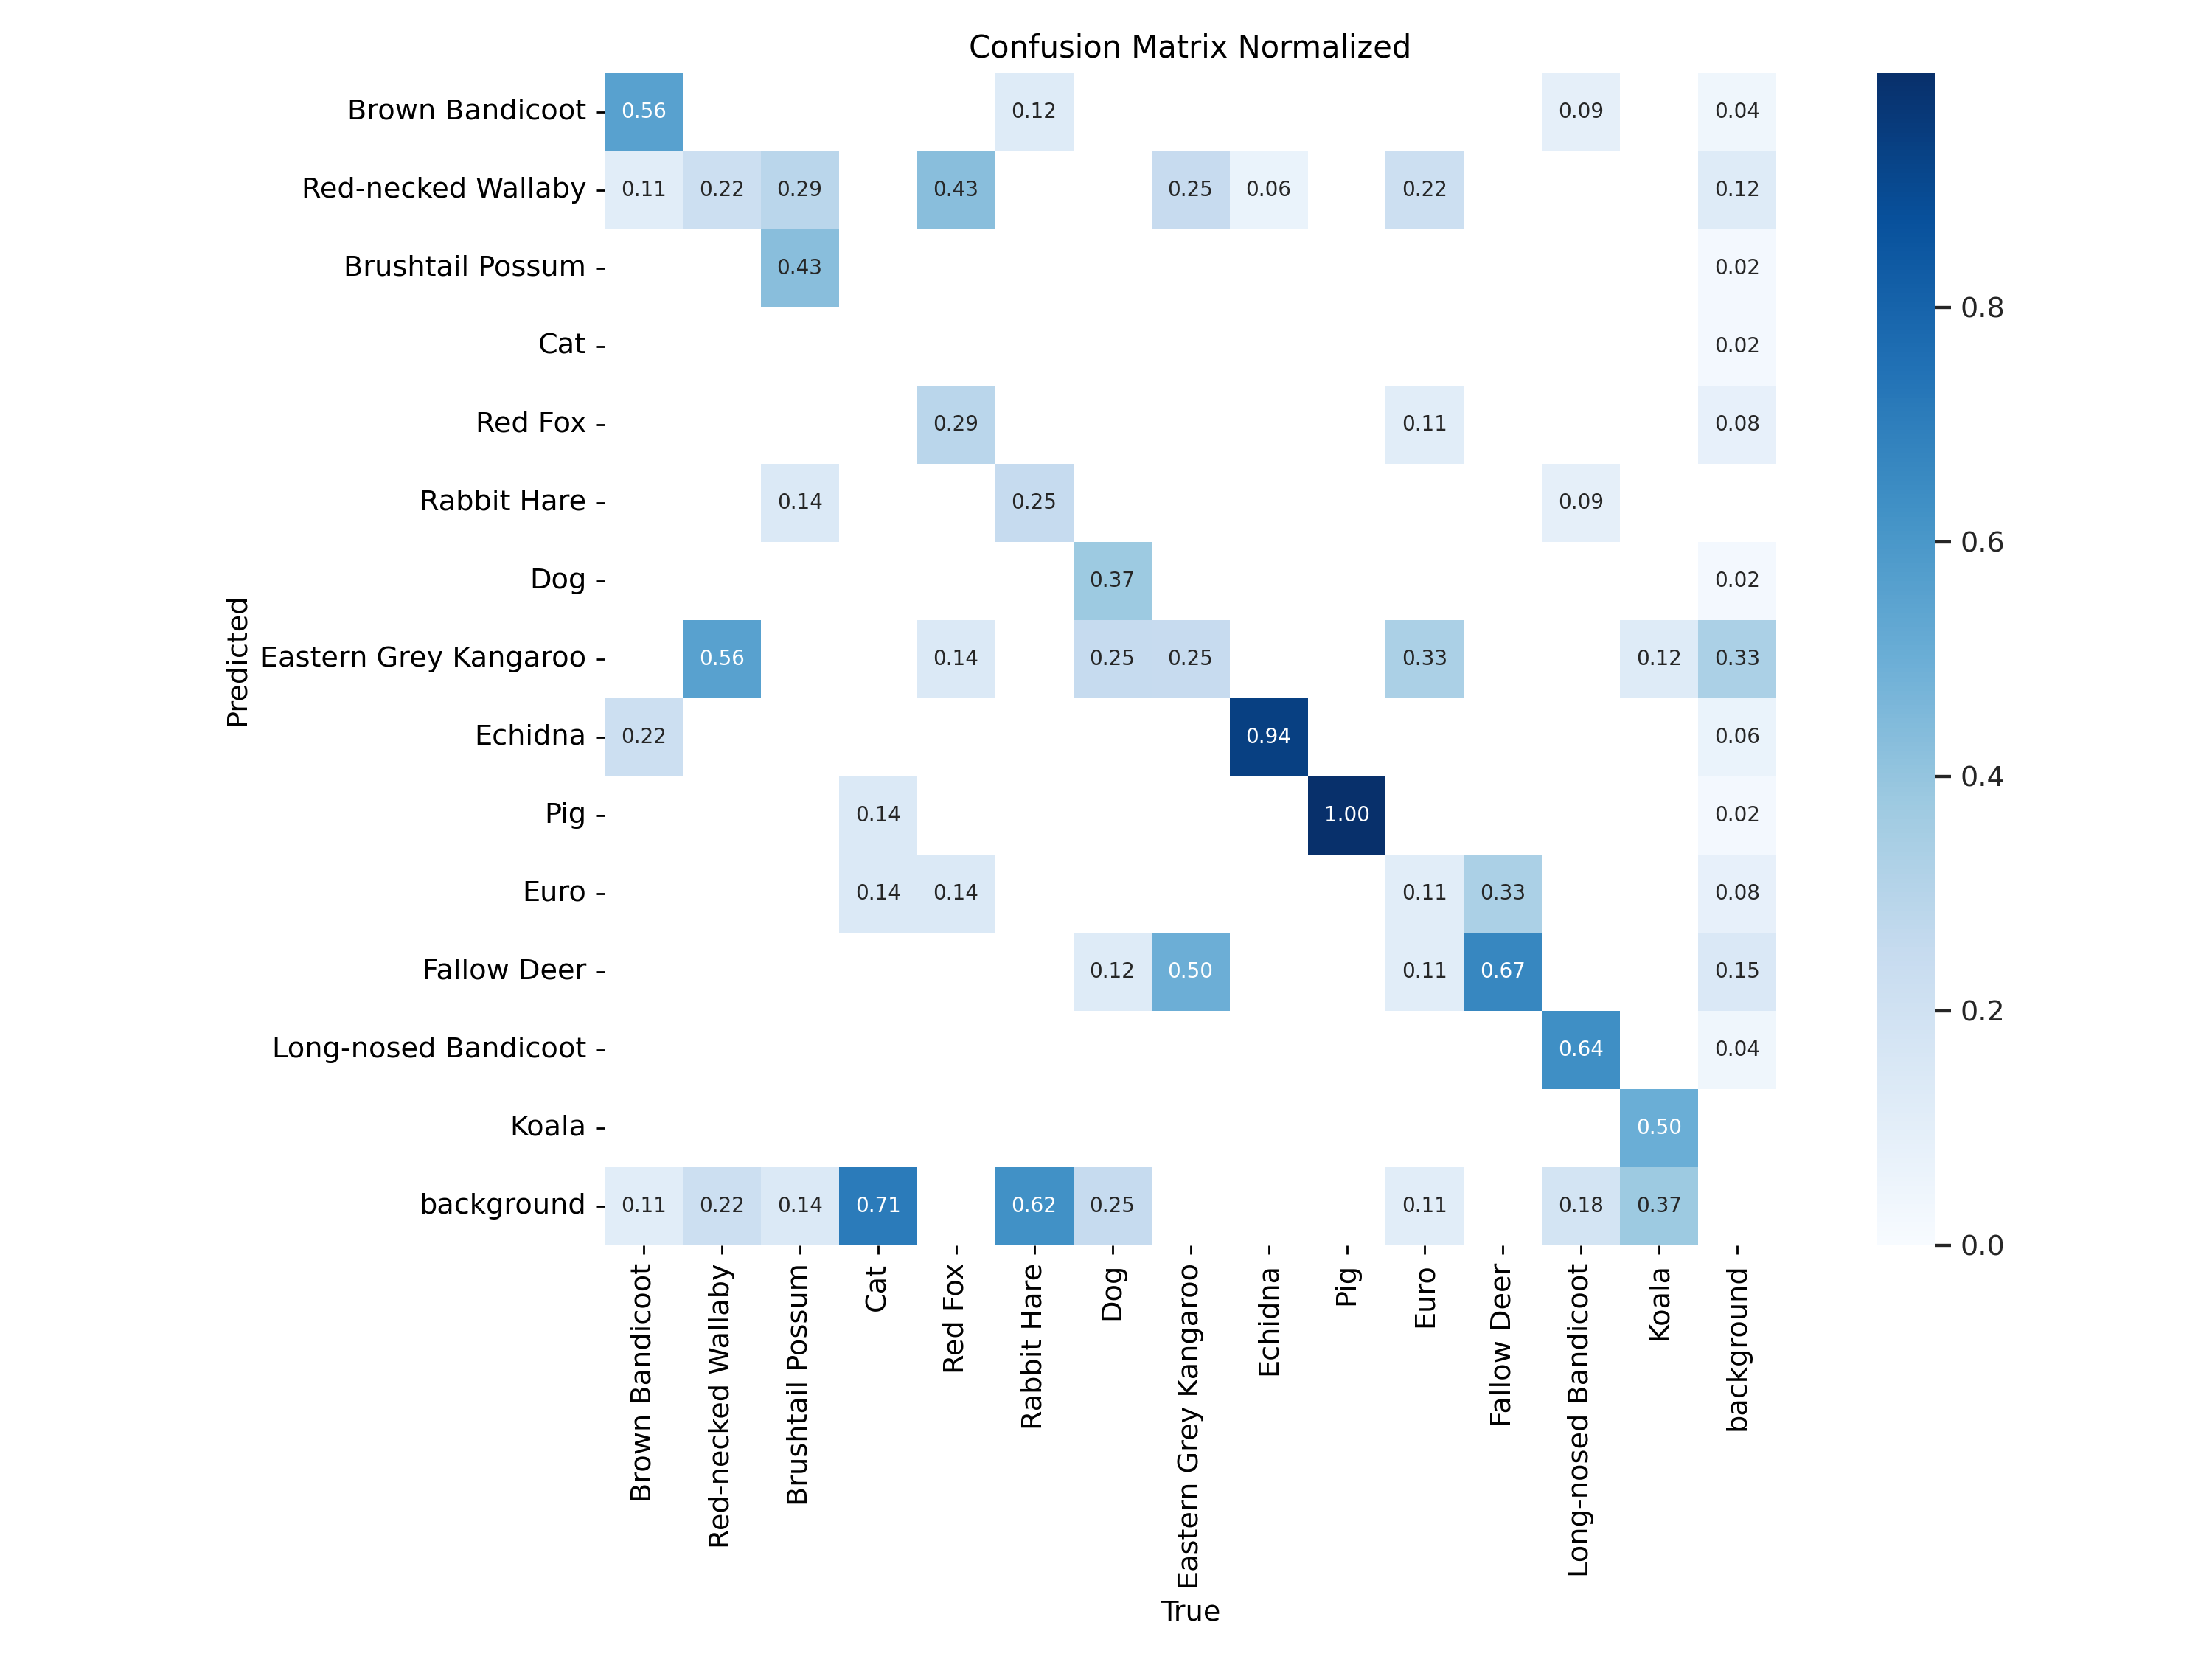 Confusion Matrix Normalized
Brown Bandicoot 0.56 0.12 0.09 0.04
Red-necked Wallaby 0.11 0.22 0.29 0.43 0.25 0.06 0.22 0.12
Brushtail Possum 0.43 0.02
0.8
Cat 0.02
Red Fox 0.29 0.11 0.08
Rabbit Hare 0.14 0.25 0.09
0.6
Dog 0.37 0.02
Predicted
Eastern Grey Kangaroo 0.56 0.14 0.25 0.25 0.33 0.12 0.33
Echidna 0.22 0.94 0.06
0.4
Pig 0.14 1.00 0.02
Euro 0.14 0.14 0.11 0.33 0.08
Fallow Deer 0.12 0.50 0.11 0.67 0.15
0.2
Long-nosed Bandicoot 0.64 0.04
Koala 0.50
background 0.11 0.22 0.14 0.71 0.62 0.25 0.11 0.18 0.37
0.0
Brown Bandicoot
Red-necked Wallaby
Brushtail Possum
Cat
Red Fox
Rabbit Hare
Dog
Eastern Grey Kangaroo
Echidna
Pig
Euro
Fallow Deer
Long-nosed Bandicoot
Koala
background
True